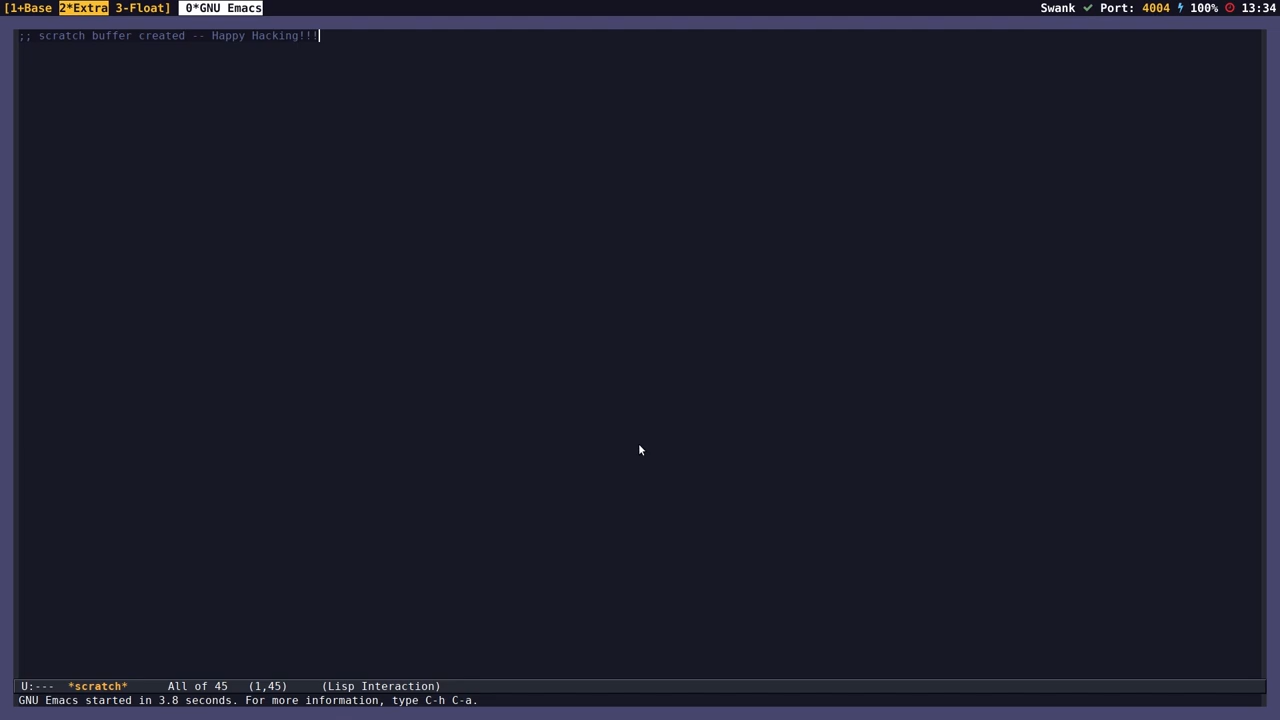 [1+Base 2*Extra 3-Float] 0*GNU Emacs Swank ✓ Port: 4004 100% 13:34
;; scratch buffer created -- Happy Hacking!!!
U:--- *scratch* All of 45 (1,45) (Lisp Interaction)
GNU Emacs started in 3.8 seconds. For more information, type C-h C-a.